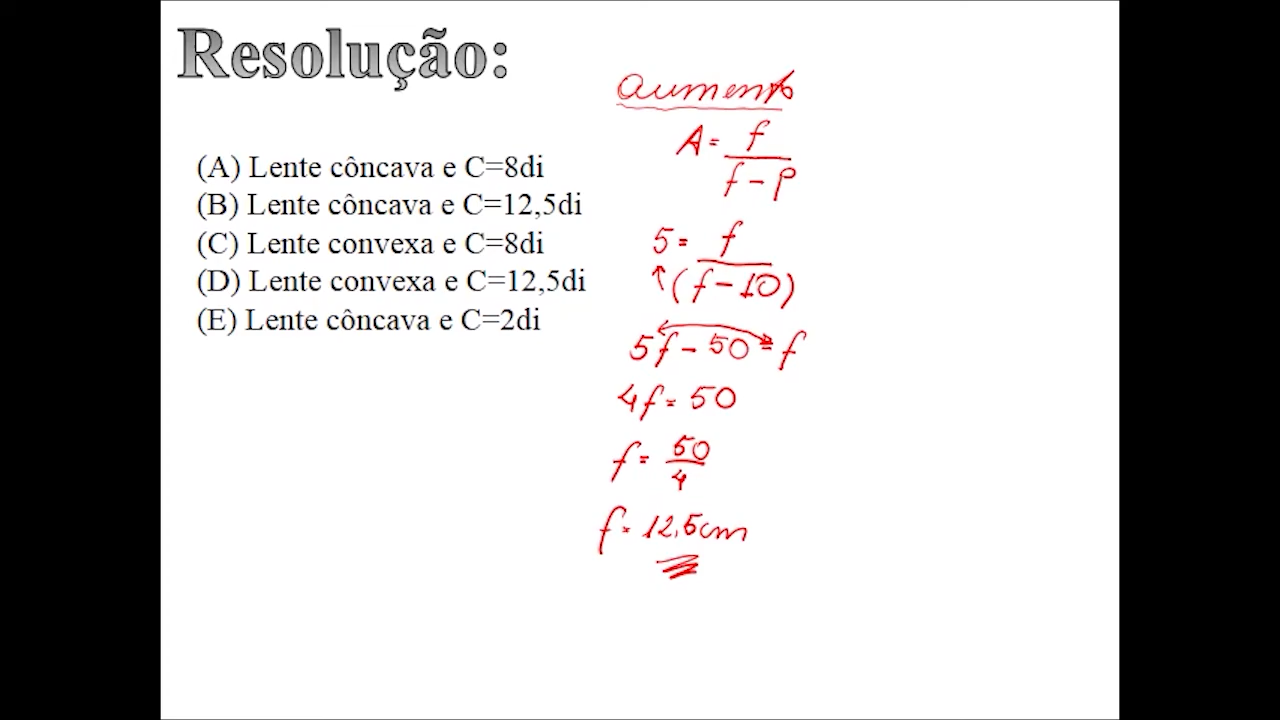 Resolução:
(A) Lente côncava e C=8di
(B) Lente côncava e C=12,5di
(C) Lente convexa e C=8di
(D) Lente convexa e C=12,5di
(E) Lente côncava e C=2di
aumento
A = f / f - p
5 = f / (f - 10)
5f - 50 = f
4f = 50
f = 50 / 4
f = 12,5cm